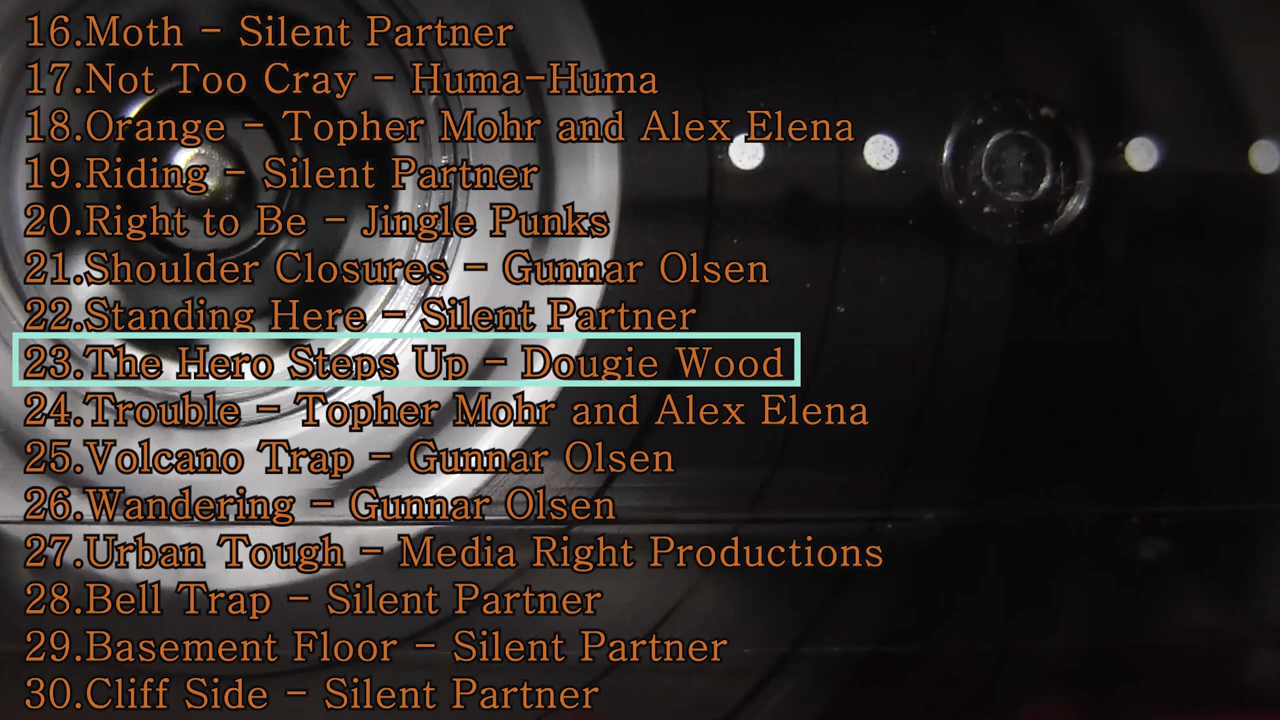 16.Moth - Silent Partner
17.Not Too Cray - Huma-Huma
18.Orange - Topher Mohr and Alex Elena
19.Riding - Silent Partner
20.Right to Be - Jingle Punks
21.Shoulder Closures - Gunnar Olsen
22.Standing Here - Silent Partner
23.The Hero Steps Up - Dougie Wood
24.Trouble - Topher Mohr and Alex Elena
25.Volcano Trap - Gunnar Olsen
26.Wandering - Gunnar Olsen
27.Urban Tough - Media Right Productions
28.Bell Trap - Silent Partner
29.Basement Floor - Silent Partner
30.Cliff Side - Silent Partner